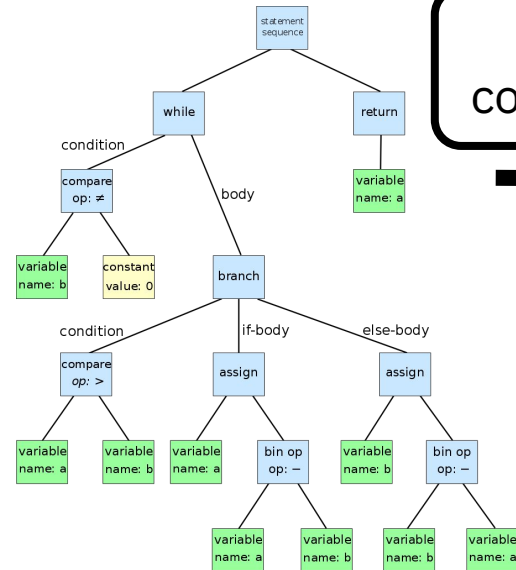 statement
sequence
co
while
return
condition
compare
op: ≠
body
variable
name: a
variable
name: b
constant
value: 0
branch
condition
if-body
else-body
compare
op: >
assign
assign
variable
name: a
variable
name: b
variable
name: a
bin op
op: −
variable
name: b
bin op
op: −
variable
name: a
variable
name: b
variable
name: b
variable
name: a